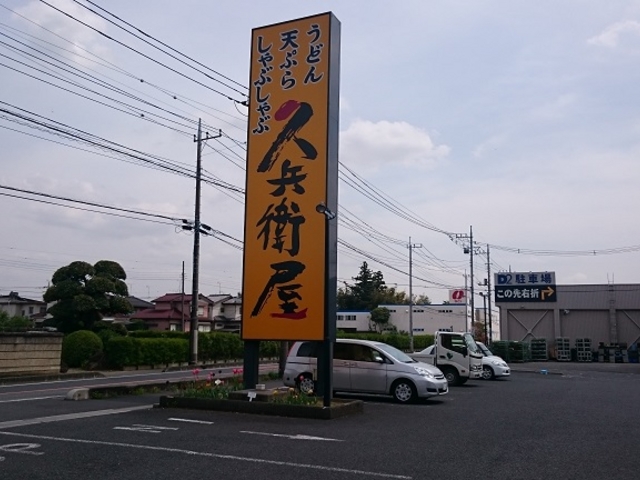 うどん
天ぷら
しゃぶしゃぶ
久兵衛屋
D2 駐車場
この先右折